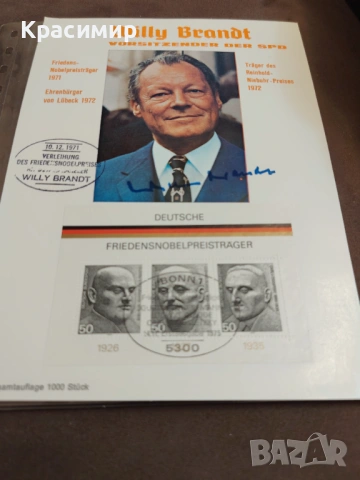 Красимир
Willy Brandt
VORSITZENDER DER SPD
Friedens-
Nobelpreisträger
1971
Ehrenbürger
von Lübeck 1972
Träger des
Reinhold-
Niebuhr-Preises
1972
10.12.1971
VERLEIHUNG
DES FRIEDENSNOBELPREISES
WILLY BRANDT
DEUTSCHE
FRIEDENSNOBELPREISTRÄGER
BONN 1
50
50
50
1926
5300
1935
samtauflage 1000 Stück
BAZAR